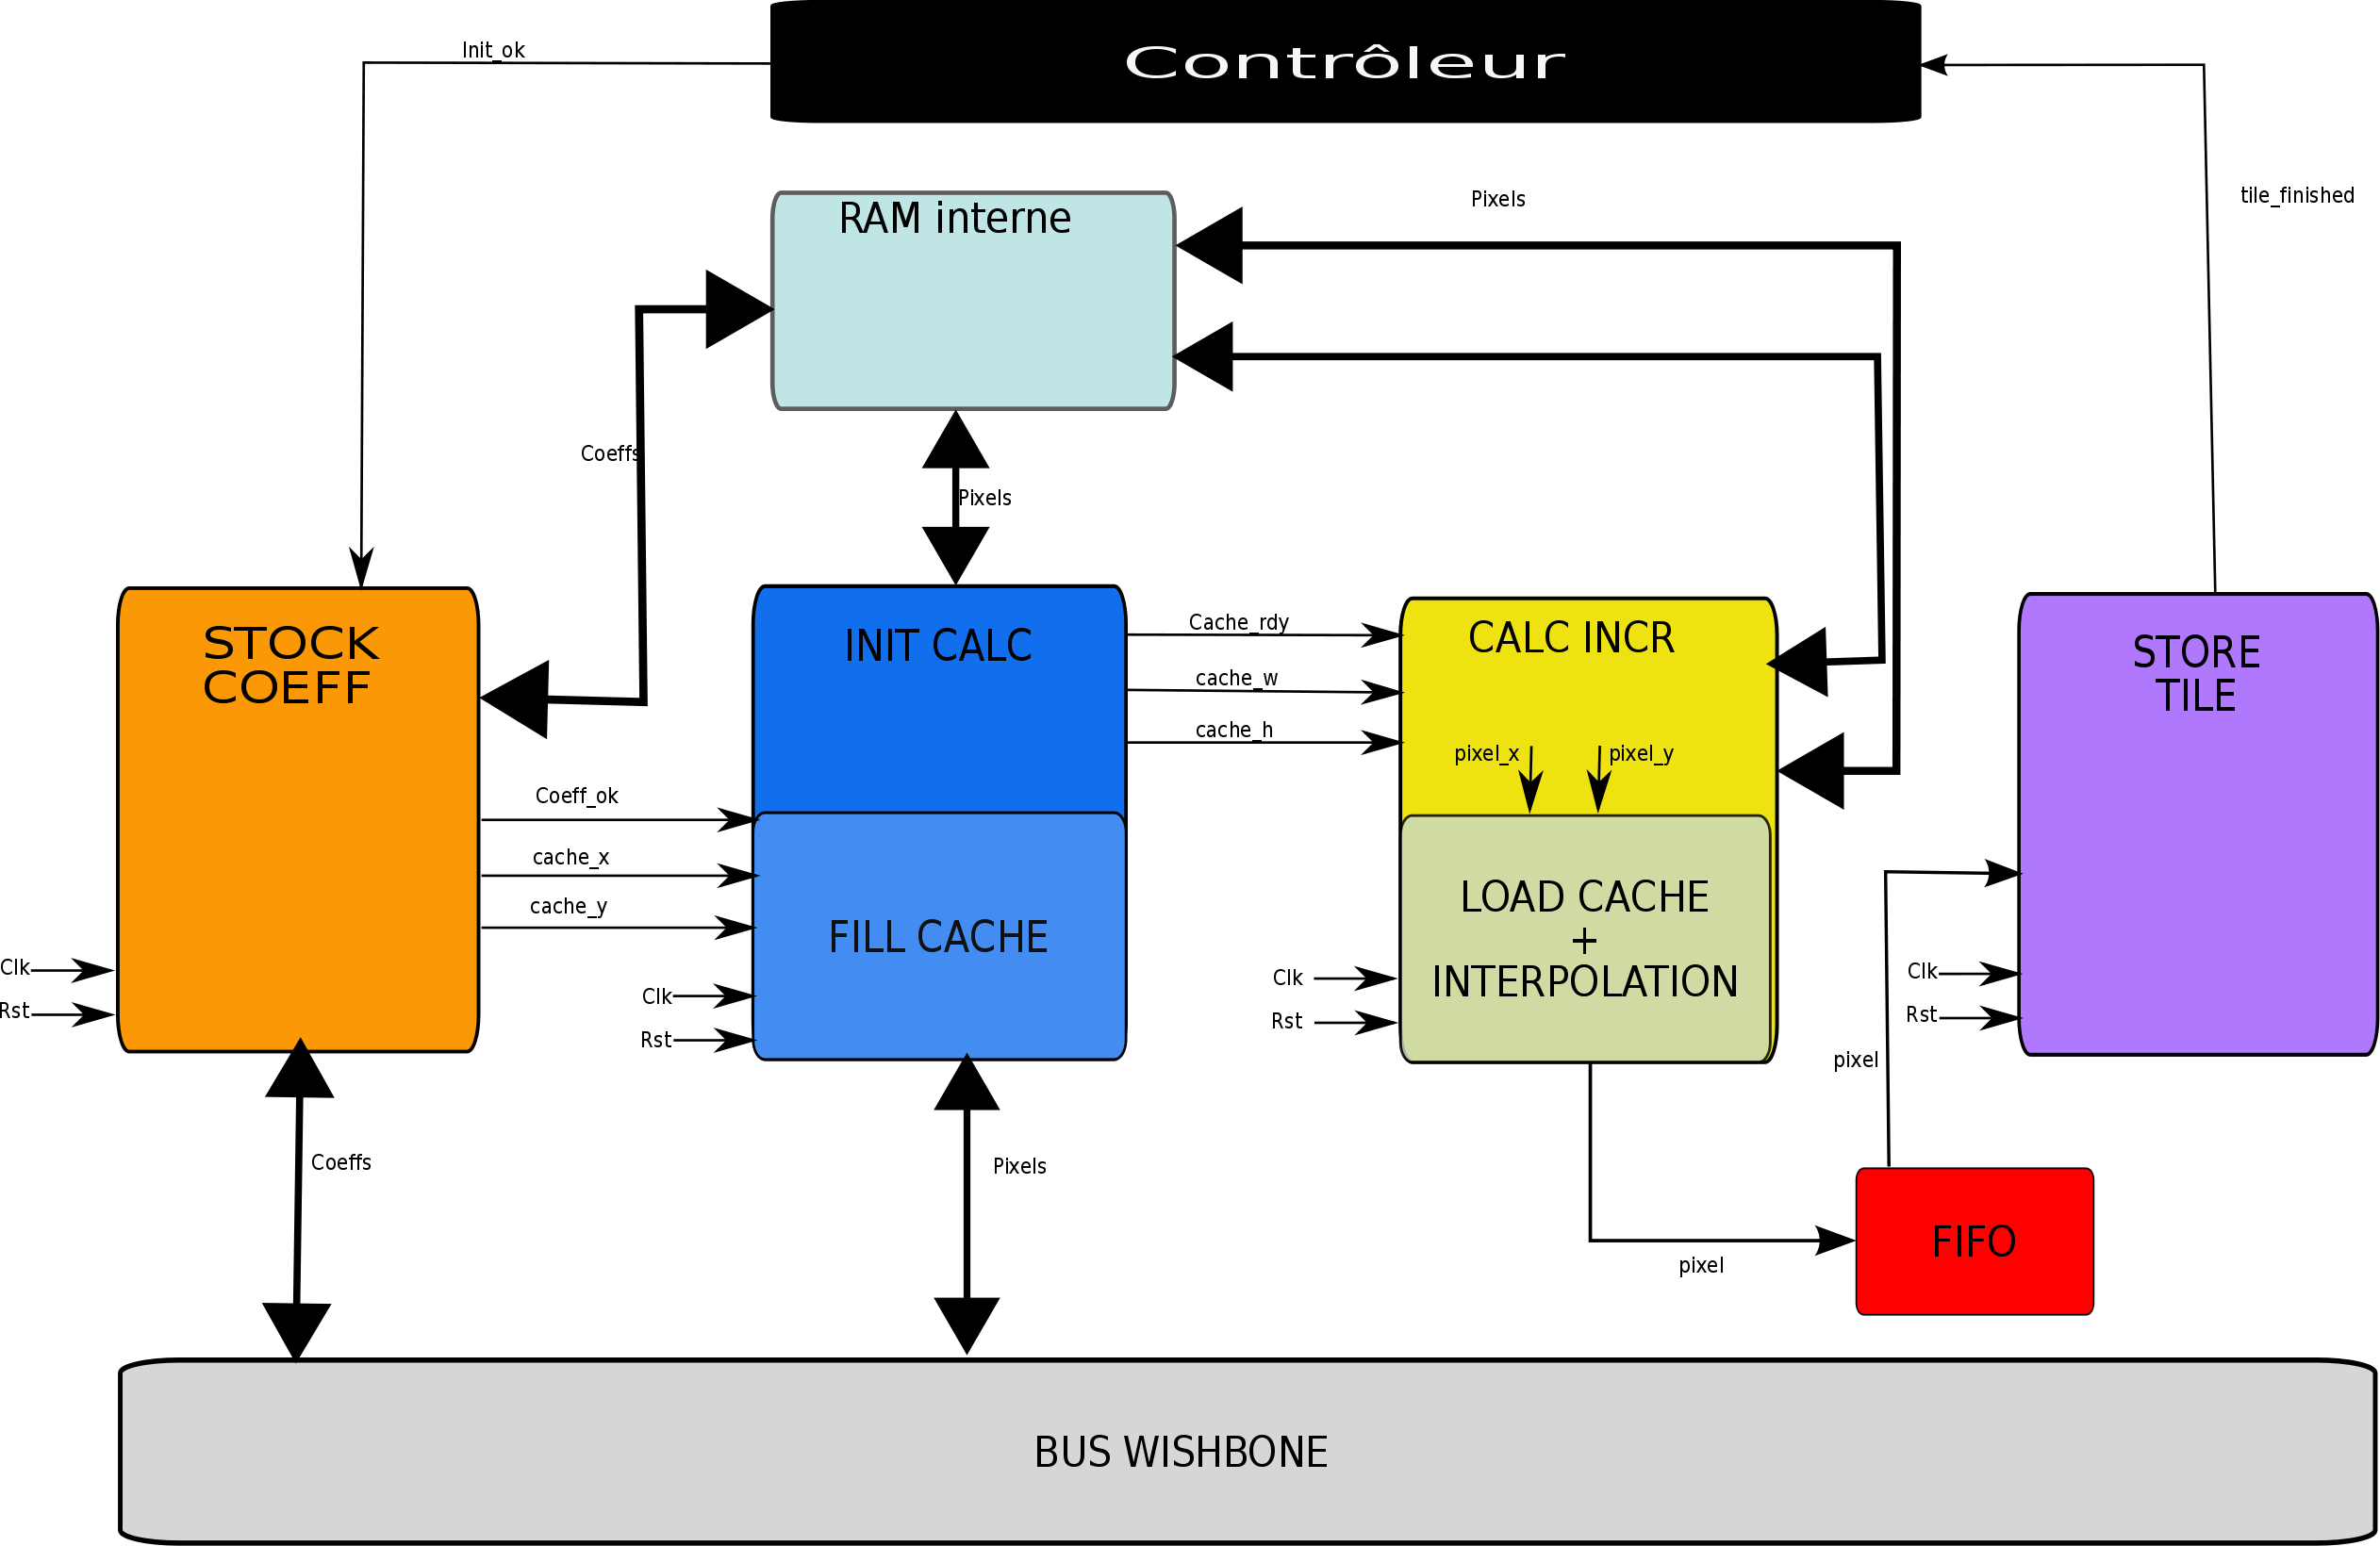 Init_ok
Contrôleur
Pixels
tile_finished
RAM interne
Coeffs
Pixels
STOCK
COEFF
INIT CALC
Cache_rdy
cache_w
cache_h
CALC INCR
pixel_x
pixel_y
STORE
TILE
Coeff_ok
cache_x
cache_y
FILL CACHE
LOAD CACHE
+
INTERPOLATION
Clk
Rst
Clk
Rst
Clk
Rst
Clk
Rst
pixel
Coeffs
Pixels
pixel
FIFO
BUS WISHBONE